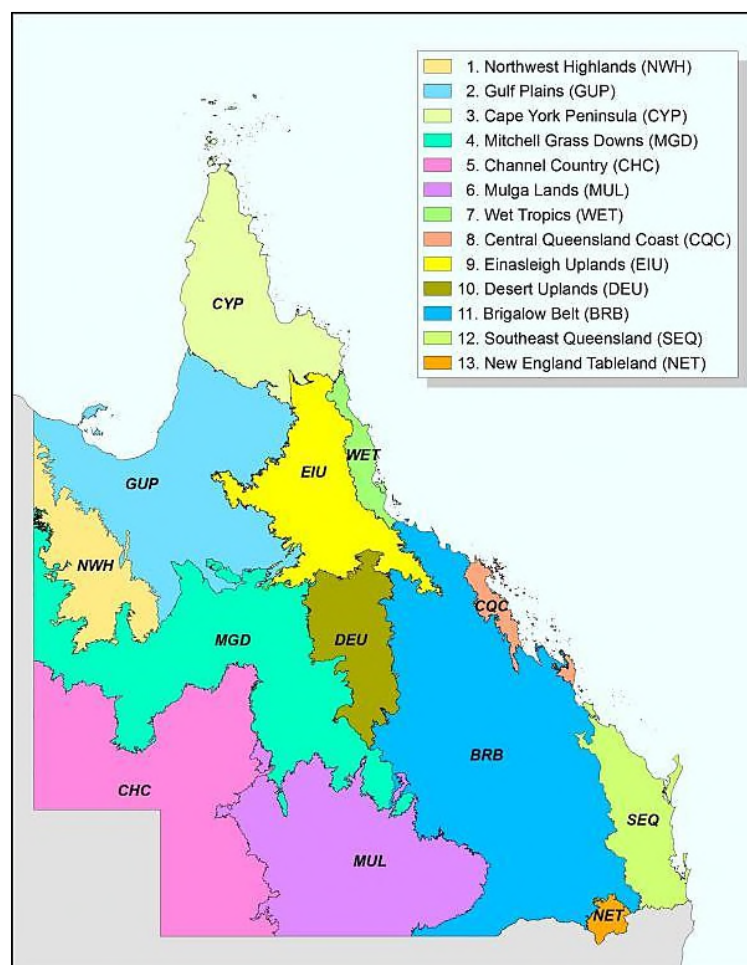 1. Northwest Highlands (NWH)
2. Gulf Plains (GUP)
3. Cape York Peninsula (CYP)
4. Mitchell Grass Downs (MGD)
5. Channel Country (CHC)
6. Mulga Lands (MUL)
7. Wet Tropics (WET)
8. Central Queensland Coast (CQC)
9. Einasleigh Uplands (EIU)
10. Desert Uplands (DEU)
11. Brigalow Belt (BRB)
12. Southeast Queensland (SEQ)
13. New England Tableland (NET)
CYP
WET
EIU
GUP
NWH
CQC
MGD
DEU
BRB
CHC
SEQ
MUL
NET